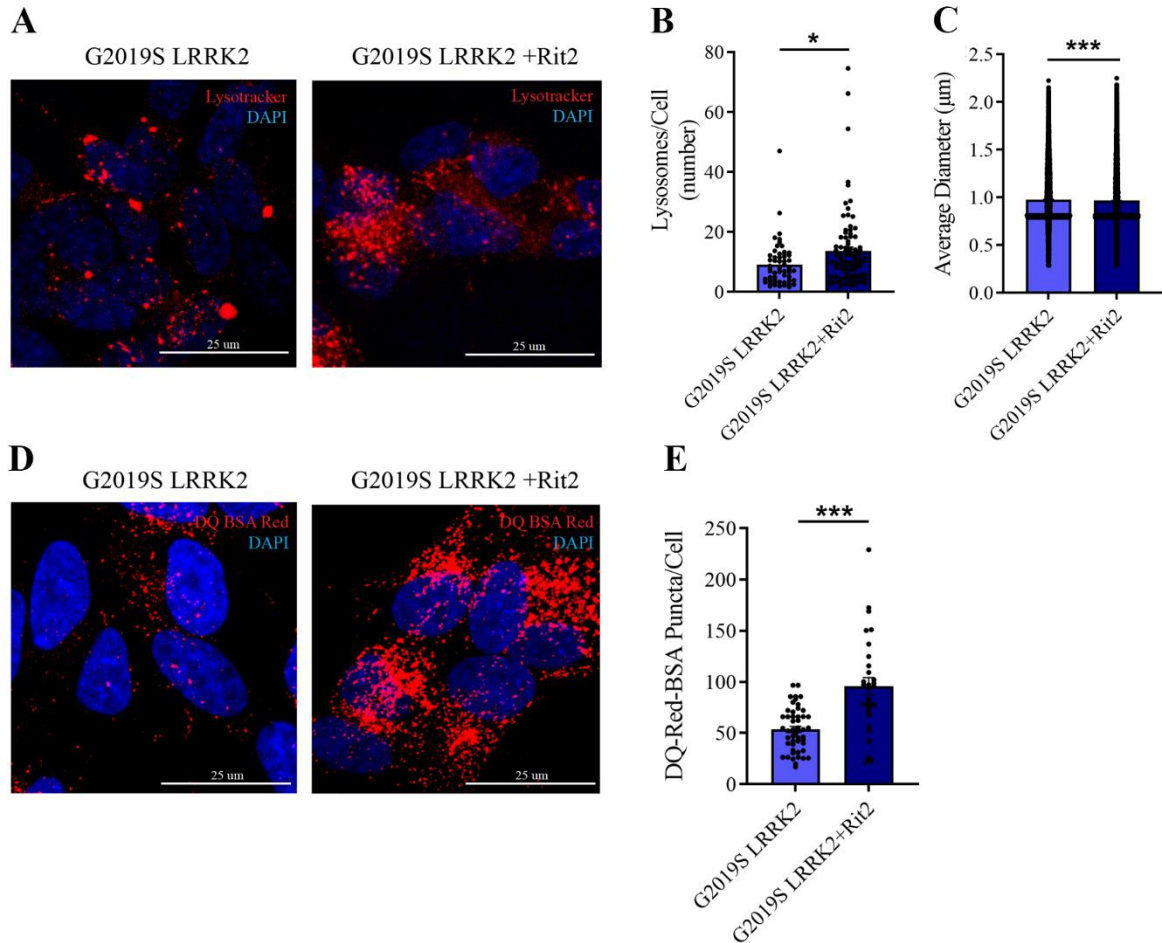 A
G2019S LRRK2
G2019S LRRK2 +Rit2
Lysotracker
DAPI
25 um
Lysotracker
DAPI
25 um
B
*
Lysosomes/Cell
(number)
80
60
40
20
0
G2019S LRRK2
G2019S LRRK2+Rit2
C
***
Average Diameter (µm)
2.5
2.0
1.5
1.0
0.5
0.0
G2019S LRRK2
G2019S LRRK2+Rit2
D
G2019S LRRK2
G2019S LRRK2 +Rit2
DQ BSA Red
DAPI
25 um
DQ BSA Red
DAPI
25 um
E
***
DQ-Red-BSA Puncta/Cell
250
200
150
100
50
0
G2019S LRRK2
G2019S LRRK2+Rit2